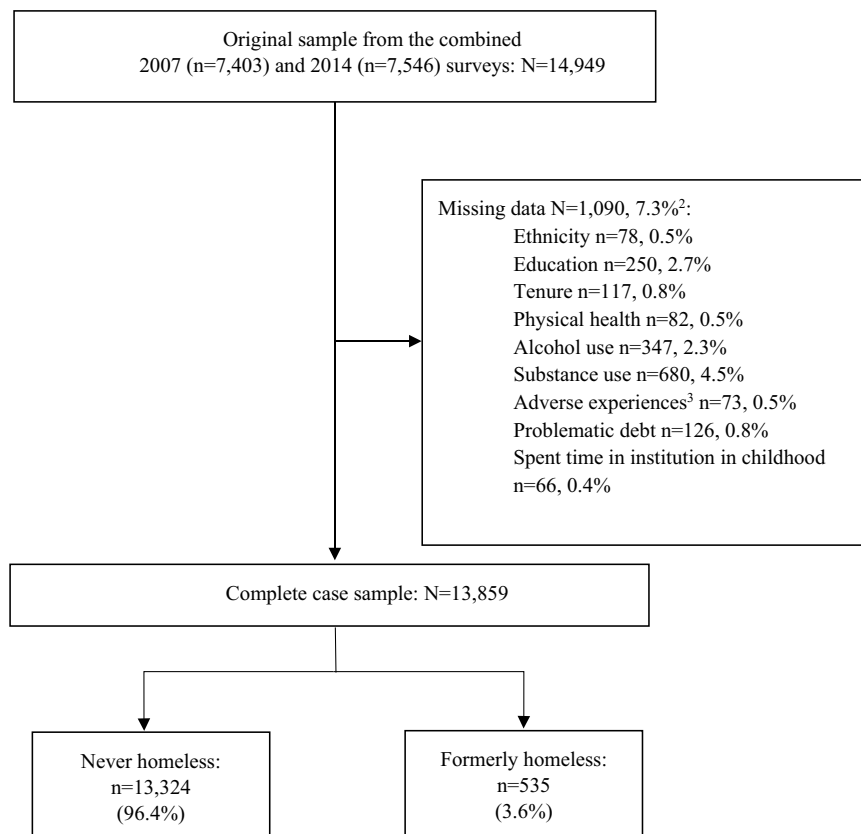 Original sample from the combined
2007 (n=7,403) and 2014 (n=7,546) surveys: N=14,949
Missing data N=1,090, 7.3%²:
Ethnicity n=78, 0.5%
Education n=250, 2.7%
Tenure n=117, 0.8%
Physical health n=82, 0.5%
Alcohol use n=347, 2.3%
Substance use n=680, 4.5%
Adverse experiences³ n=73, 0.5%
Problematic debt n=126, 0.8%
Spent time in institution in childhood
n=66, 0.4%
Complete case sample: N=13,859
Never homeless:
n=13,324
(96.4%)
Formerly homeless:
n=535
(3.6%)